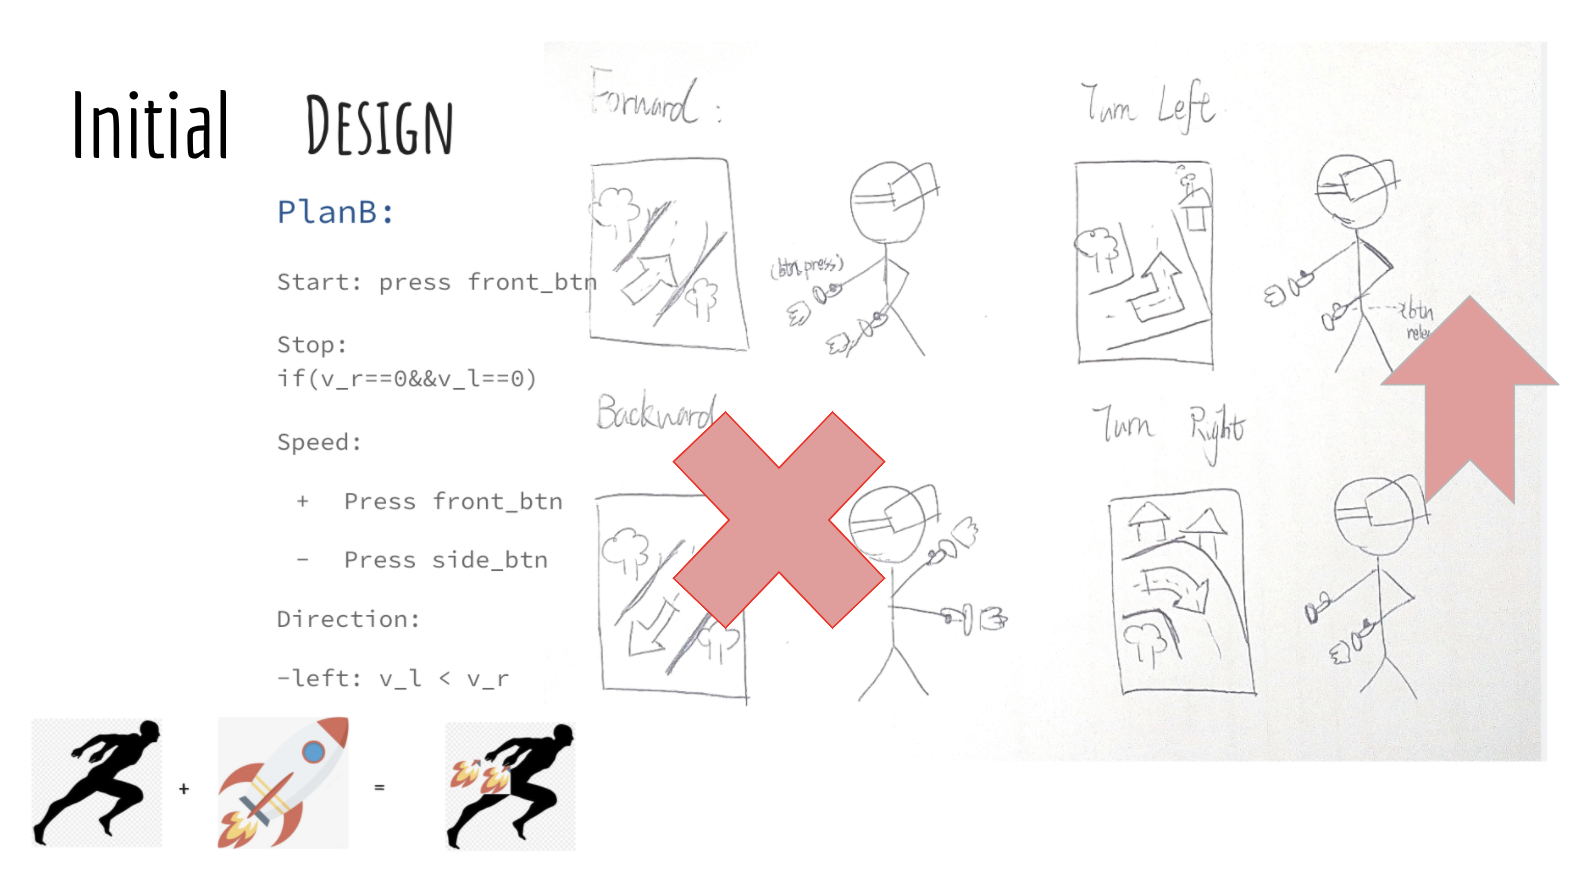 Initial DESIGN
PlanB:
Start: press front_btn
Stop:
if(v_r==0&&v_l==0)
Speed:
+ Press front_btn
- Press side_btn
Direction:
-left: v_l < v_r
+ =
Forward:
(btn press)
Turn Left
btn
Backward
Turn Right